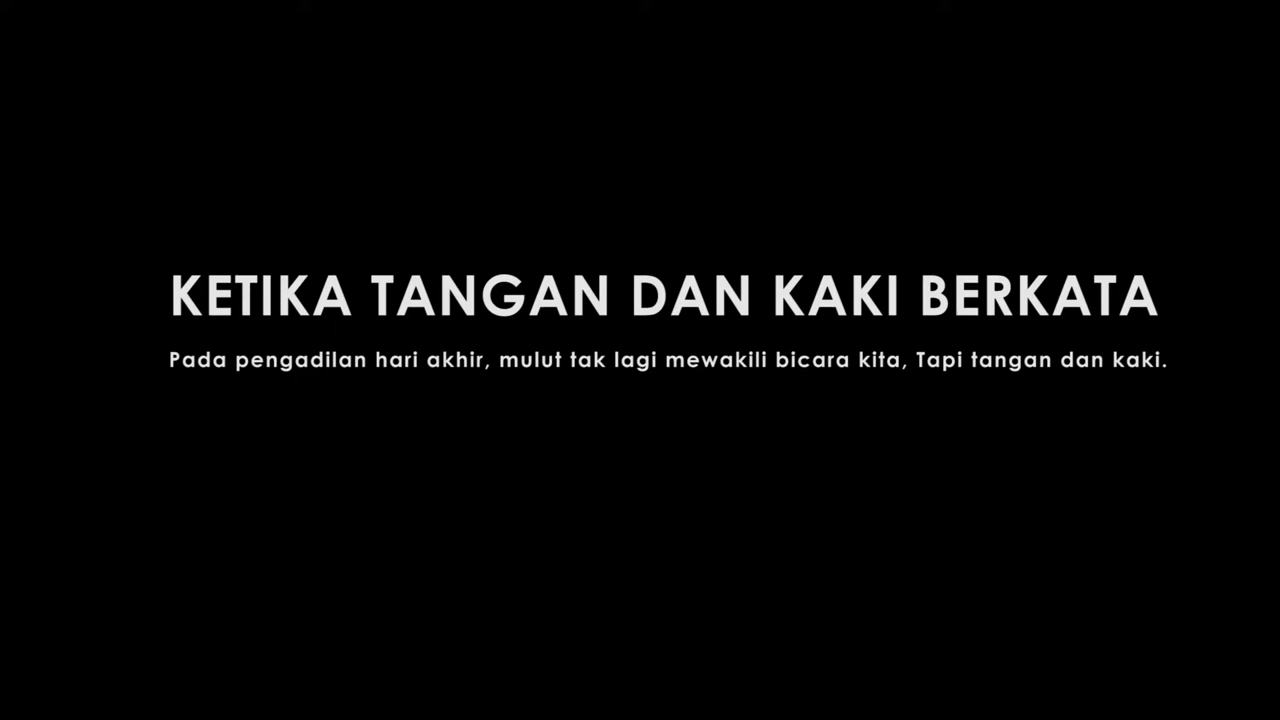 KETIKA TANGAN DAN KAKI BERKATA
Pada pengadilan hari akhir, mulut tak lagi mewakili bicara kita, Tapi tangan dan kaki.